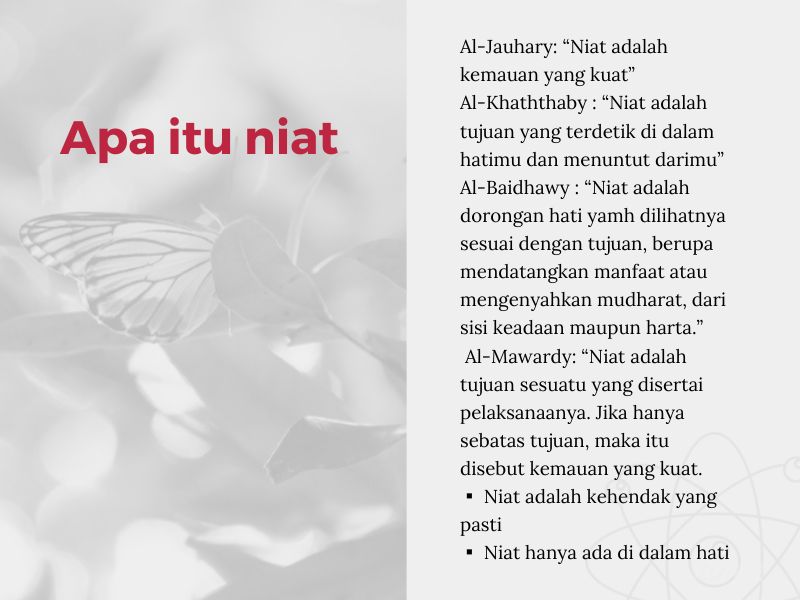 Apa itu niat
Al-Jauhary: “Niat adalah
kemauan yang kuat”
Al-Khaththaby : “Niat adalah
tujuan yang terdetik di dalam
hatimu dan menuntut darimu”
Al-Baidhawy : “Niat adalah
dorongan hati yamh dilihatnya
sesuai dengan tujuan, berupa
mendatangkan manfaat atau
mengenyahkan mudharat, dari
sisi keadaan maupun harta.”
Al-Mawardy: “Niat adalah
tujuan sesuatu yang disertai
pelaksanaanya. Jika hanya
sebatas tujuan, maka itu
disebut kemauan yang kuat.
▪ Niat adalah kehendak yang
pasti
▪ Niat hanya ada di dalam hati